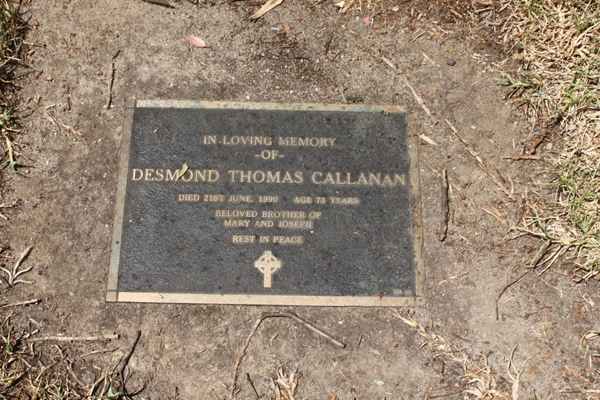 IN LOVING MEMORY
-OF-
DESMOND THOMAS CALLANAN
DIED 21ST JUNE, 1990 AGE 73 YEARS
BELOVED BROTHER OF
MARY AND JOSEPH
REST IN PEACE